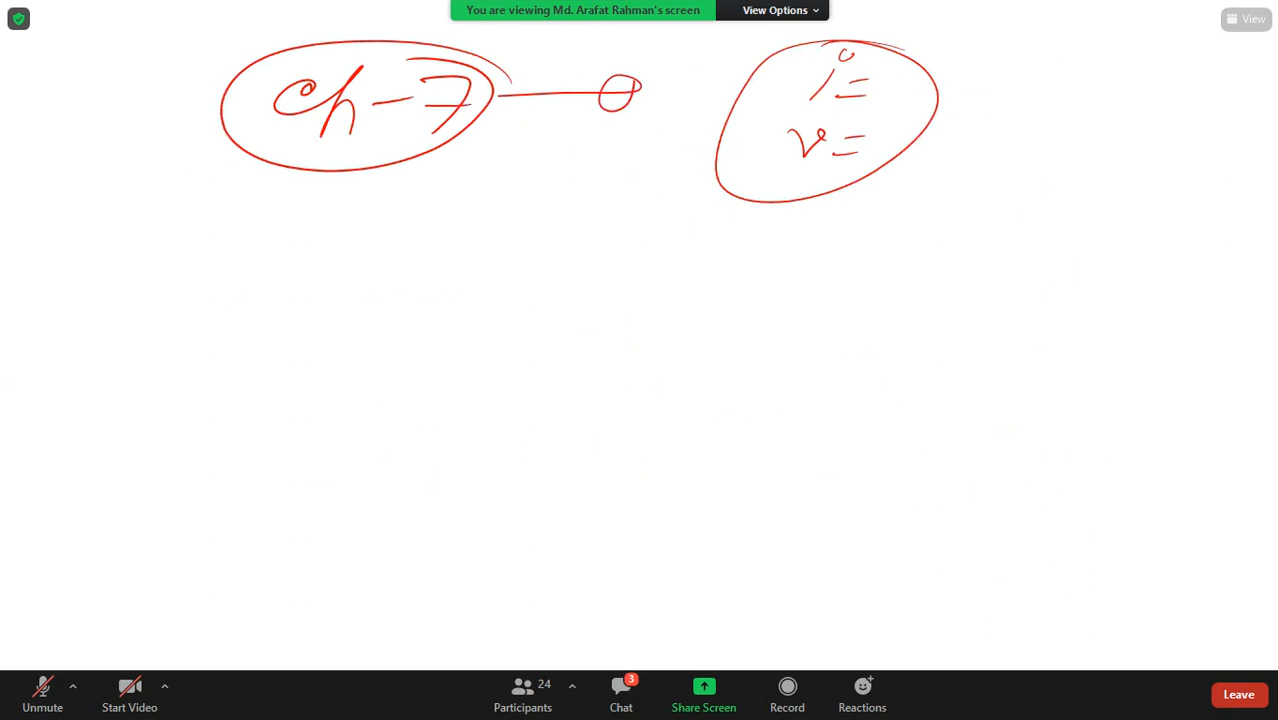 You are viewing Md. Arafat Rahman's screen
View Options
View
ch-7
i =
v =
Unmute
Start Video
24
Participants
3
Chat
Share Screen
Record
Reactions
Leave